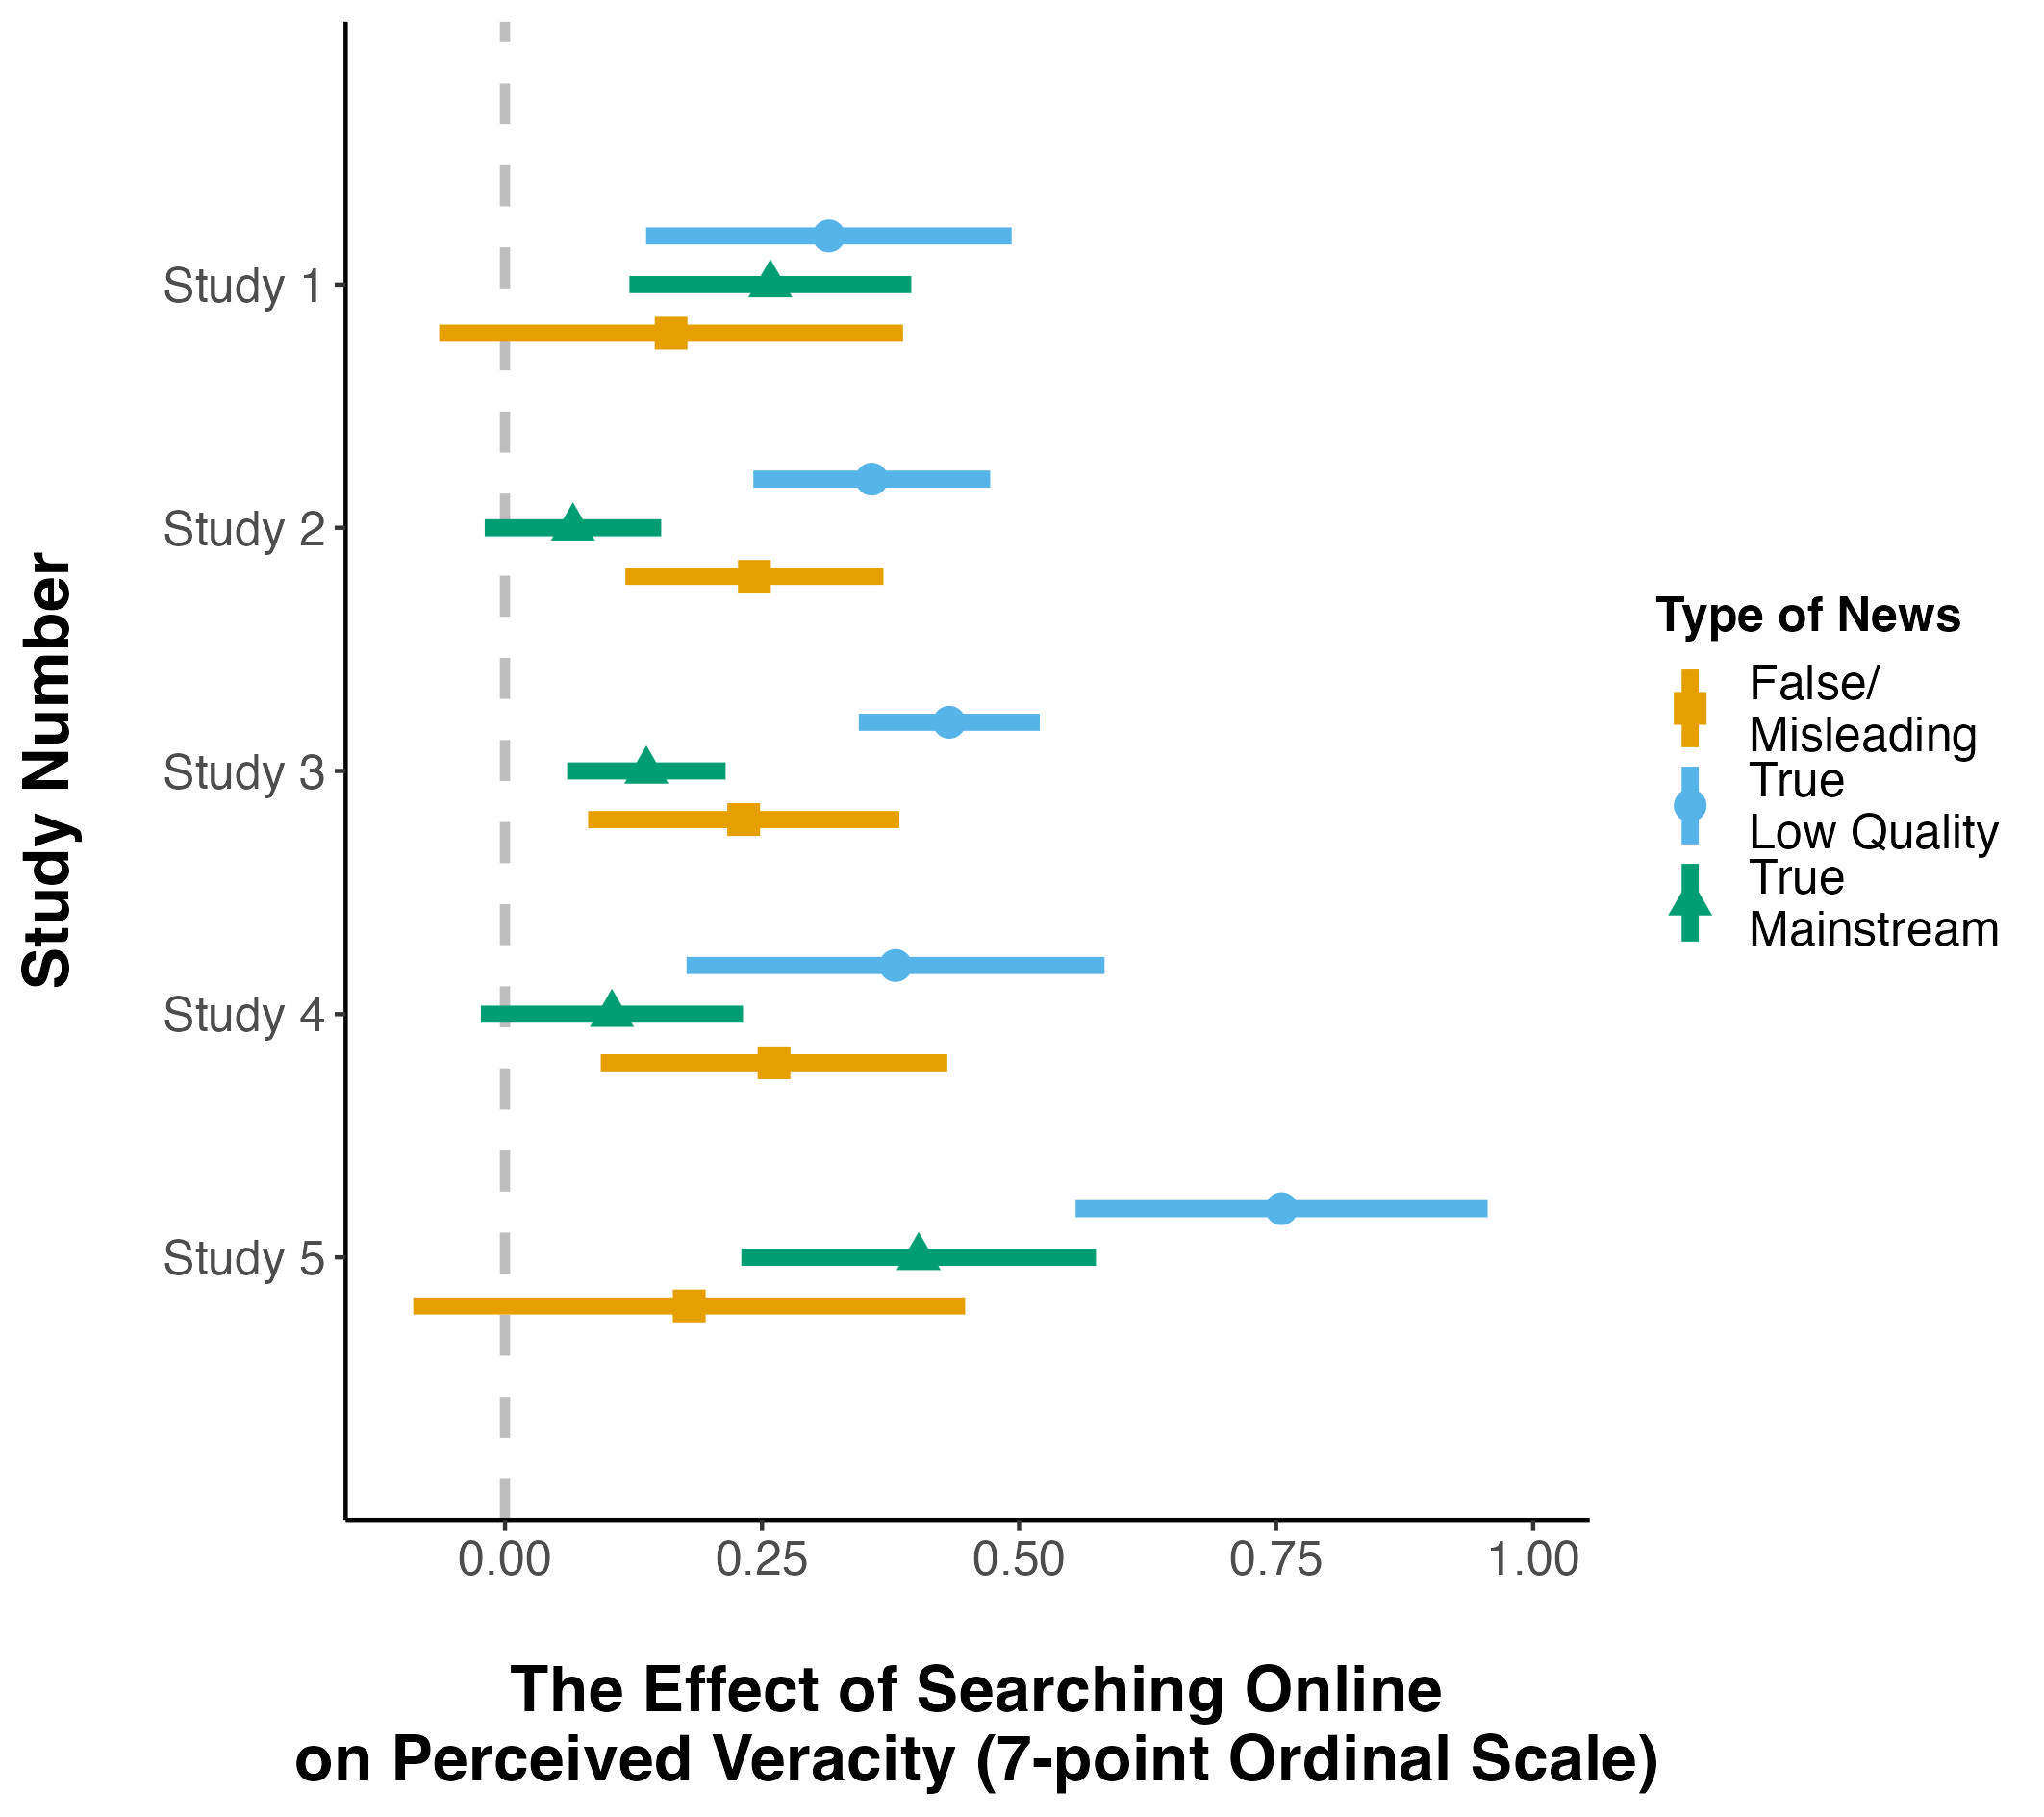 Study Number
Study 1
Study 2
Study 3
Study 4
Study 5
0.00 0.25 0.50 0.75 1.00
The Effect of Searching Online
on Perceived Veracity (7-point Ordinal Scale)
Type of News
False/
Misleading
True
Low Quality
True
Mainstream